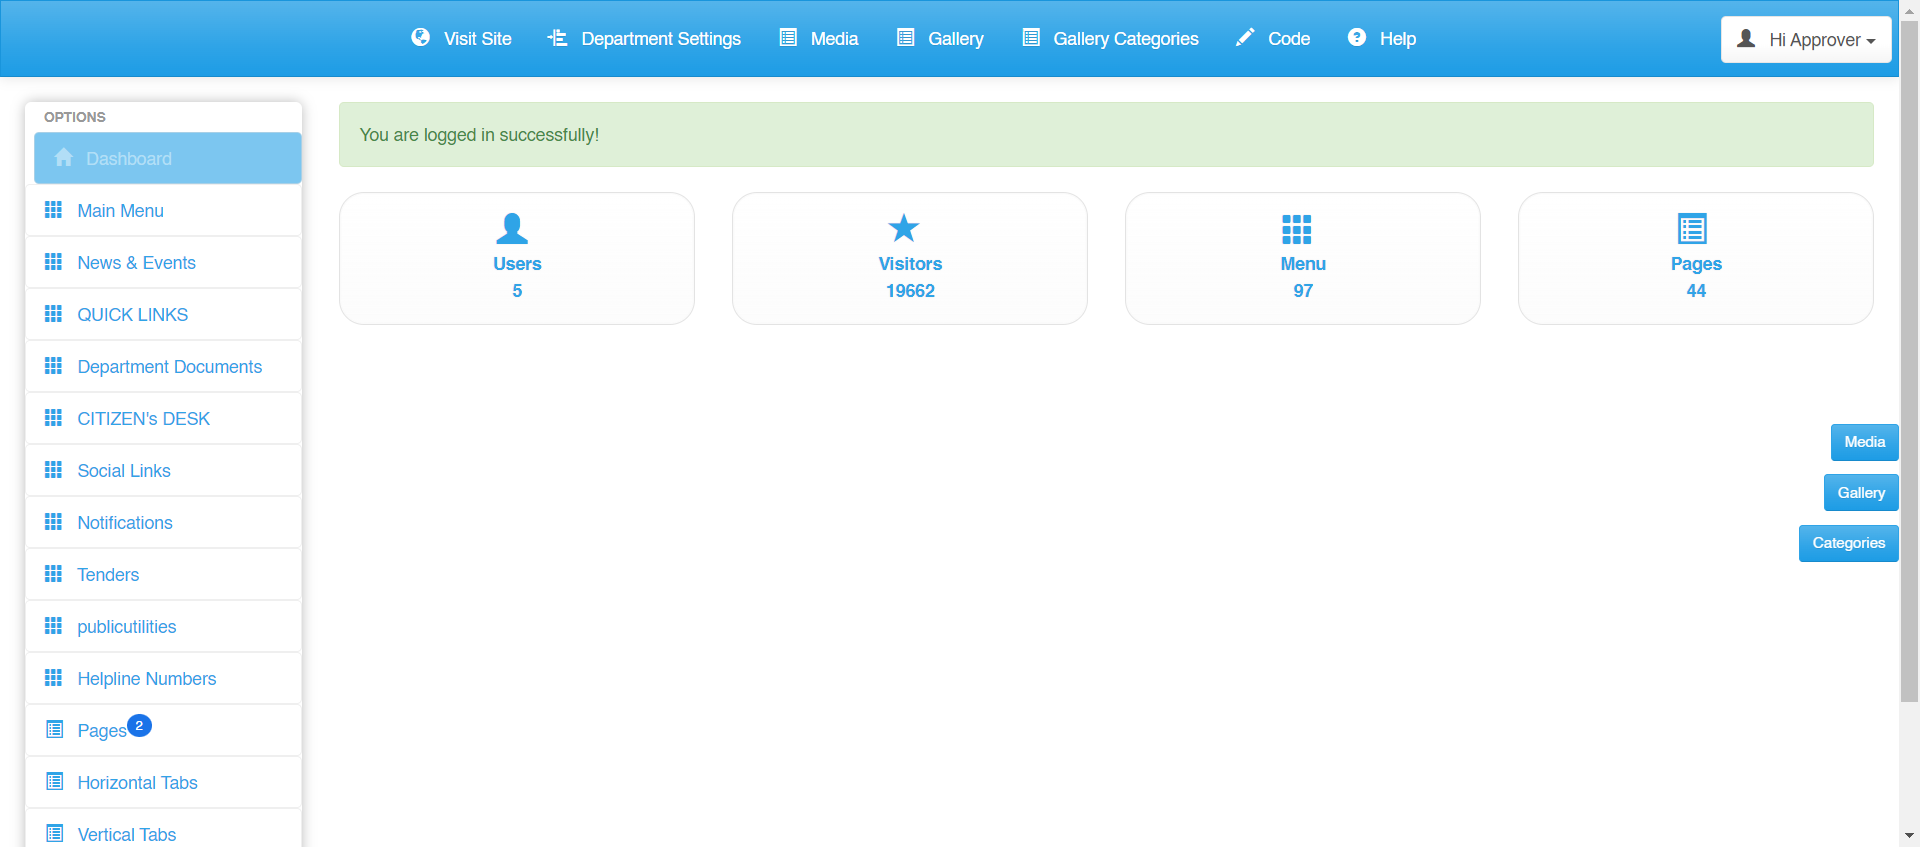 Visit Site
Department Settings
Media
Gallery
Gallery Categories
Code
Help
Hi Approver
OPTIONS
Dashboard
Main Menu
News & Events
QUICK LINKS
Department Documents
CITIZEN's DESK
Social Links
Notifications
Tenders
publicutilities
Helpline Numbers
Pages 2
Horizontal Tabs
Vertical Tabs
You are logged in successfully!
Users
5
Visitors
19662
Menu
97
Pages
44
Media
Gallery
Categories